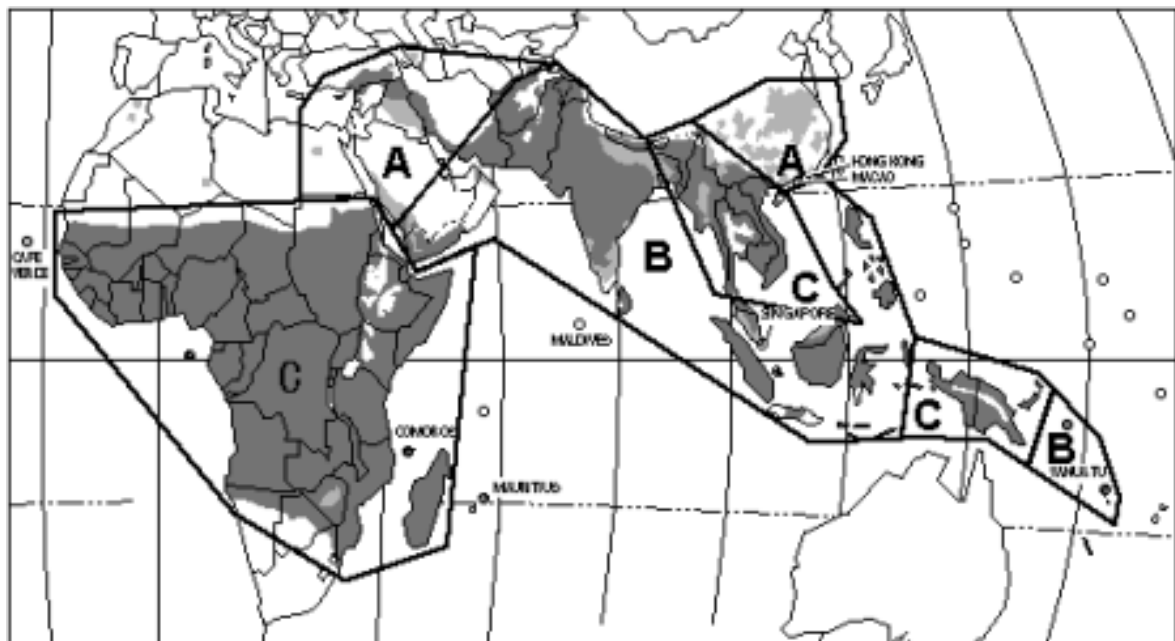 A
A
HONG KONG
MACAO
CAPE
VERDE
B
C
SINGAPORE
MALDIVES
C
C
COMOROS
B
VANUATU
MAURITIUS